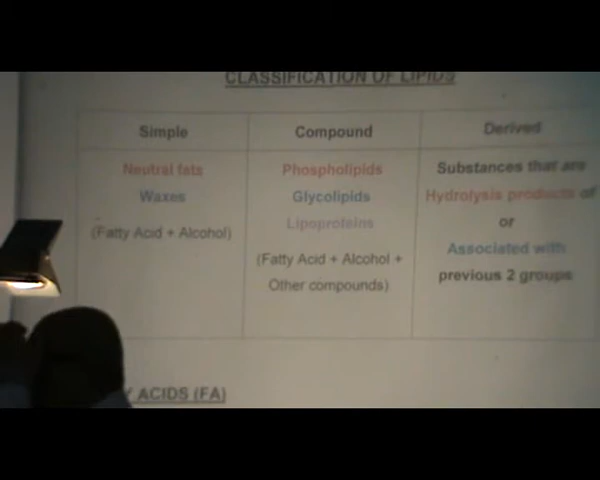 CLASSIFICATION OF LIPIDS
Simple
Neutral fats
Waxes
(Fatty Acid + Alcohol)
Compound
Phospholipids
Glycolipids
Lipoproteins
(Fatty Acid + Alcohol +
Other compounds)
Derived
Substances that are
Hydrolysis products of
or
Associated with
previous 2 groups
ACIDS (FA)